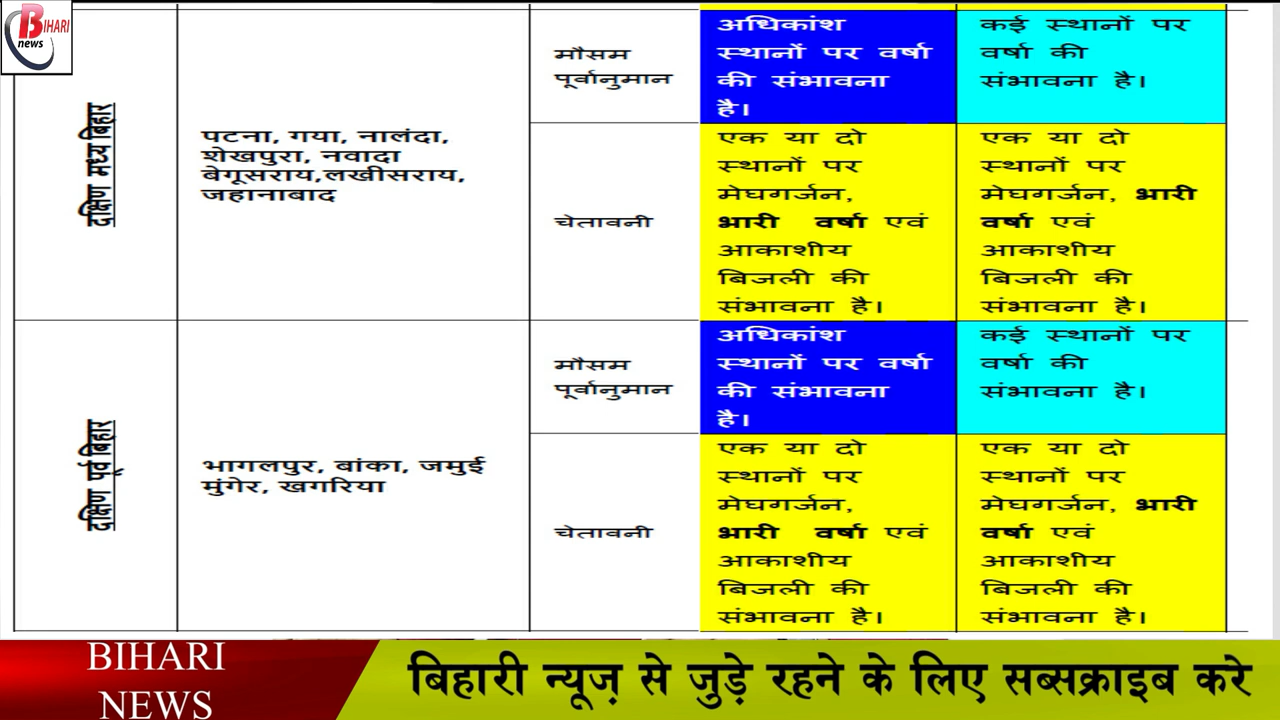 BIHARI
news
दक्षिण मध्य बिहार
पटना, गया, नालंदा,
शेखपुरा, नवादा
बेगूसराय,लखीसराय,
जहानाबाद
मौसम
पूर्वानुमान
अधिकांश
स्थानों पर वर्षा
की संभावना
है।
कई स्थानों पर
वर्षा की
संभावना है।
चेतावनी
एक या दो
स्थानों पर
मेघगर्जन,
भारी वर्षा एवं
आकाशीय
बिजली की
संभावना है।
एक या दो
स्थानों पर
मेघगर्जन, भारी
वर्षा एवं
आकाशीय
बिजली की
संभावना है।
दक्षिण पूर्व बिहार
भागलपुर, बांका, जमुई
मुंगेर, खगरिया
मौसम
पूर्वानुमान
अधिकांश
स्थानों पर वर्षा
की संभावना
है।
कई स्थानों पर
वर्षा की
संभावना है।
चेतावनी
एक या दो
स्थानों पर
मेघगर्जन,
भारी वर्षा एवं
आकाशीय
बिजली की
संभावना है।
एक या दो
स्थानों पर
मेघगर्जन, भारी
वर्षा एवं
आकाशीय
बिजली की
संभावना है।
BIHARI
NEWS
बिहारी न्यूज़ से जुड़े रहने के लिए सब्सक्राइब करे